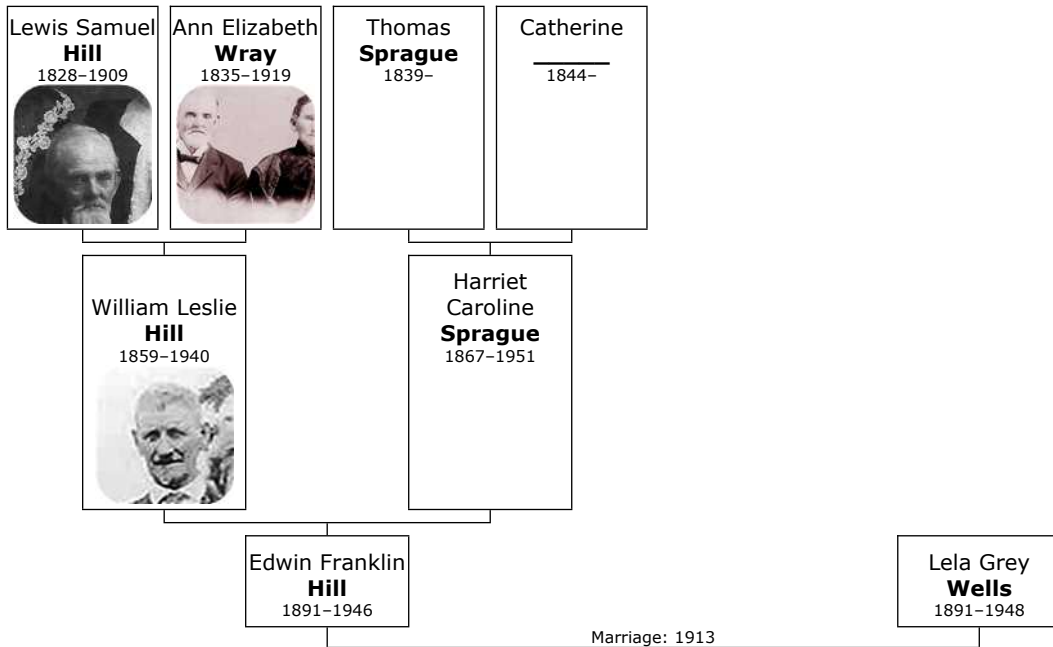 Lewis Samuel
Hill
1828–1909
Ann Elizabeth
Wray
1835–1919
Thomas
Sprague
1839–
Catherine
______
1844–
William Leslie
Hill
1859–1940
Harriet
Caroline
Sprague
1867–1951
Edwin Franklin
Hill
1891–1946
Lela Grey
Wells
1891–1948
Marriage: 1913